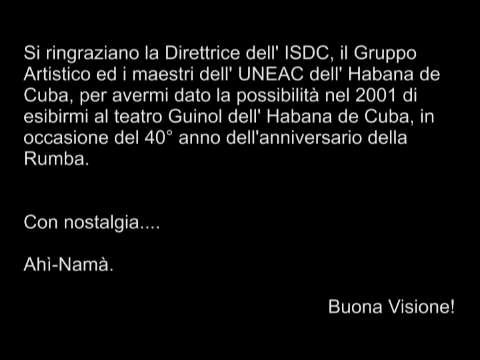 Si ringraziano la Direttrice dell' ISDC, il Gruppo
Artistico ed i maestri dell' UNEAC dell' Habana de
Cuba, per avermi dato la possibilità nel 2001 di
esibirmi al teatro Guinol dell' Habana de Cuba, in
occasione del 40° anno dell'anniversario della
Rumba.
Con nostalgia....
Ahì-Namà.
Buona Visione!